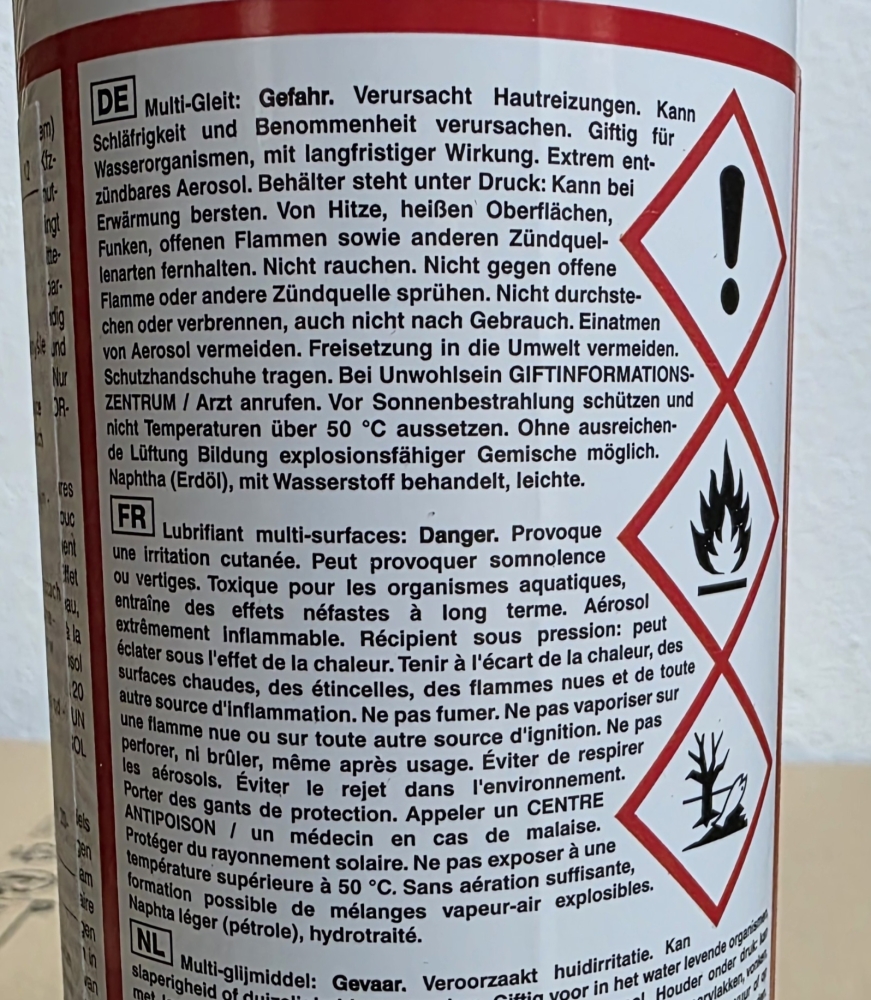 DE Multi-Gleit: Gefahr. Verursacht Hautreizungen. Kann
Schläfrigkeit und Benommenheit verursachen. Giftig für
Wasserorganismen, mit langfristiger Wirkung. Extrem ent-
zündbares Aerosol. Behälter steht unter Druck: Kann bei
Erwärmung bersten. Von Hitze, heißen Oberflächen,
Funken, offenen Flammen sowie anderen Zündquel-
lenarten fernhalten. Nicht rauchen. Nicht gegen offene
Flamme oder andere Zündquelle sprühen. Nicht durchste-
chen oder verbrennen, auch nicht nach Gebrauch. Einatmen
von Aerosol vermeiden. Freisetzung in die Umwelt vermeiden.
Schutzhandschuhe tragen. Bei Unwohlsein GIFTINFORMATIONS-
ZENTRUM / Arzt anrufen. Vor Sonnenbestrahlung schützen und
nicht Temperaturen über 50 °C aussetzen. Ohne ausreichen-
de Lüftung Bildung explosionsfähiger Gemische möglich.
Naphtha (Erdöl), mit Wasserstoff behandelt, leichte.
FR Lubrifiant multi-surfaces: Danger. Provoque
une irritation cutanée. Peut provoquer somnolence
ou vertiges. Toxique pour les organismes aquatiques,
entraîne des effets néfastes à long terme. Aérosol
extrêmement inflammable. Récipient sous pression: peut
éclater sous l'effet de la chaleur. Tenir à l'écart de la chaleur, des
surfaces chaudes, des étincelles, des flammes nues et de toute
autre source d'inflammation. Ne pas fumer. Ne pas vaporiser sur
une flamme nue ou sur toute autre source d'ignition. Ne pas
perforer, ni brûler, même après usage. Éviter de respirer
les aérosols. Éviter le rejet dans l'environnement.
Porter des gants de protection. Appeler un CENTRE
ANTIPOISON / un médecin en cas de malaise.
Protéger du rayonnement solaire. Ne pas exposer à une
température supérieure à 50 °C. Sans aération suffisante,
formation possible de mélanges vapeur-air explosibles.
Naphta léger (pétrole), hydrotraité.
NL Multi-glijmiddel: Gevaar. Veroorzaakt huidirritatie. Kan
slaperigheid of voor in het water levende organismen,
Houder onder druk: kan